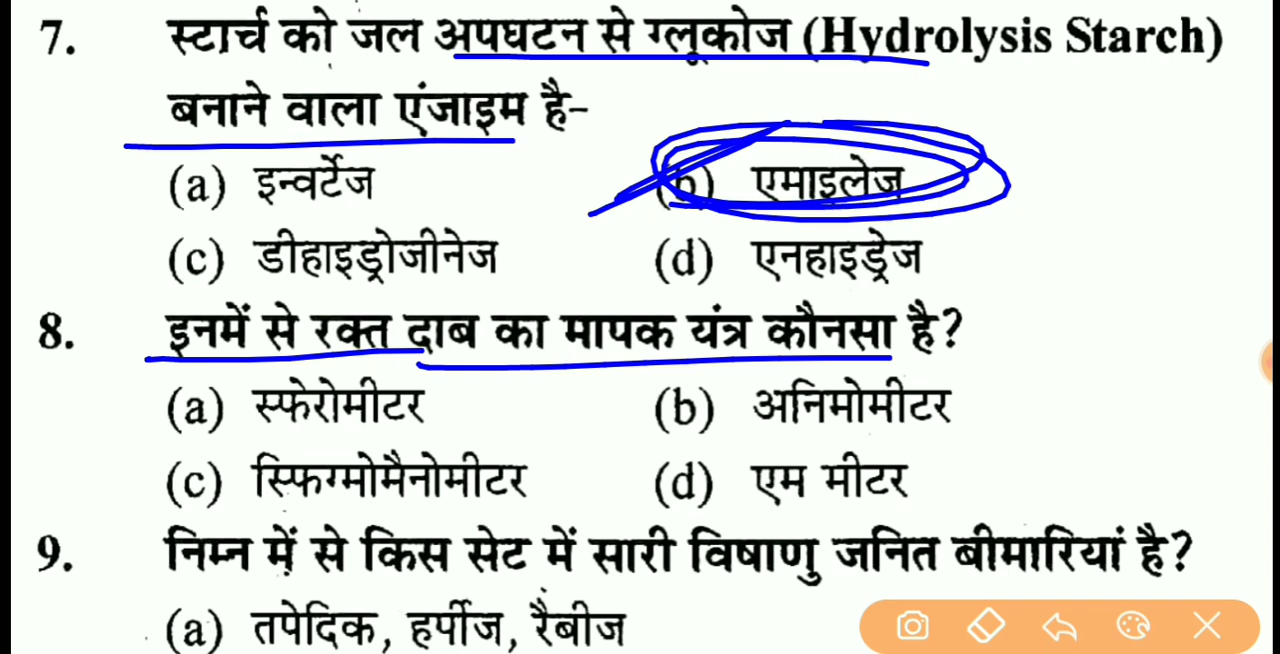 7. स्टार्च को जल अपघटन से ग्लूकोज (Hydrolysis Starch)
बनाने वाला एंजाइम है-
(a) इन्वर्टेज (b) एमाइलेज
(c) डीहाइड्रोजीनेज (d) एनहाइड्रेज
8. इनमें से रक्त दाब का मापक यंत्र कौनसा है?
(a) स्फेरोमीटर (b) अनिमोमीटर
(c) स्फिग्मोमैनोमीटर (d) एम मीटर
9. निम्न में से किस सेट में सारी विषाणु जनित बीमारियां है?
(a) तपेदिक, हर्पीज, रैबीज